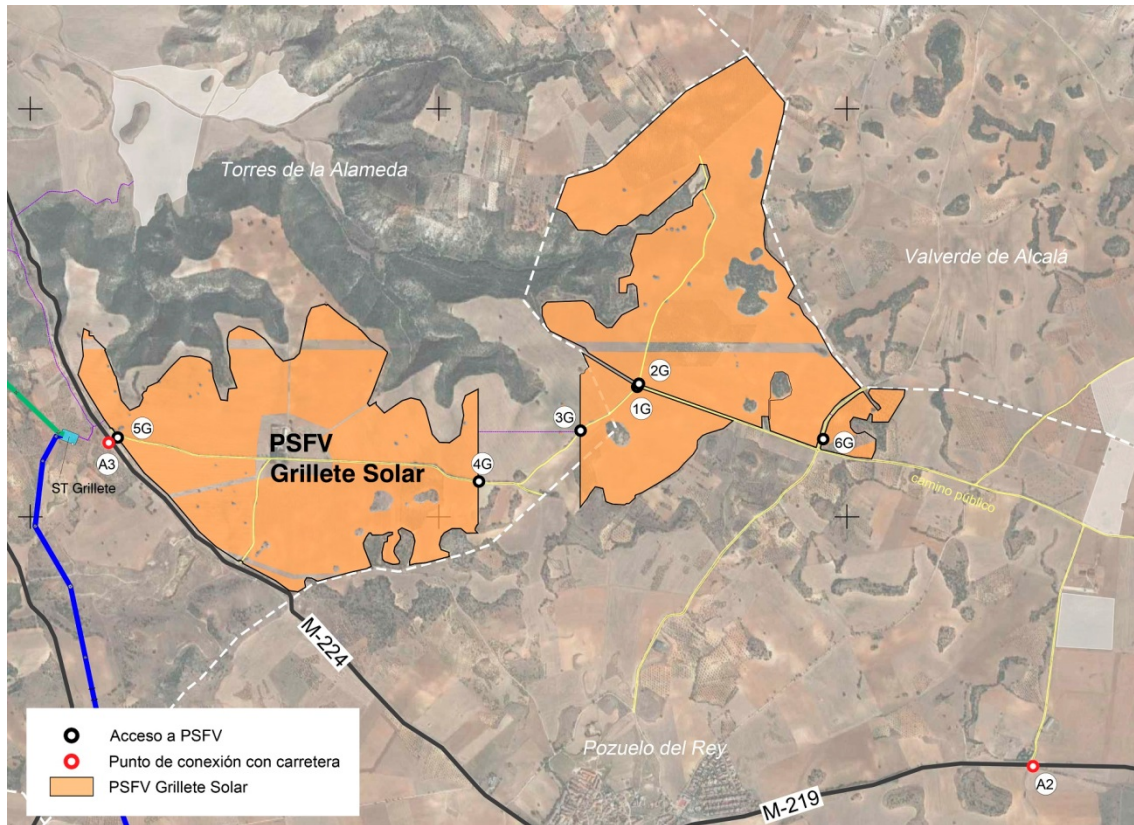 Torres de la Alameda
Valverde de Alcalá
2G
1G
3G
5G
A3
ST Grillete
PSFV
Grillete Solar
4G
6G
camino público
M-224
Pozuelo del Rey
M-219
A2
Acceso a PSFV
Punto de conexión con carretera
PSFV Grillete Solar